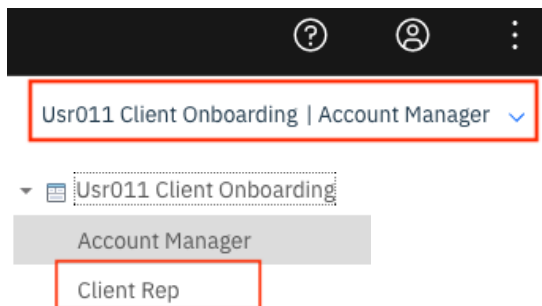 Usr011 Client Onboarding | Account Manager
Usr011 Client Onboarding
Account Manager
Client Rep